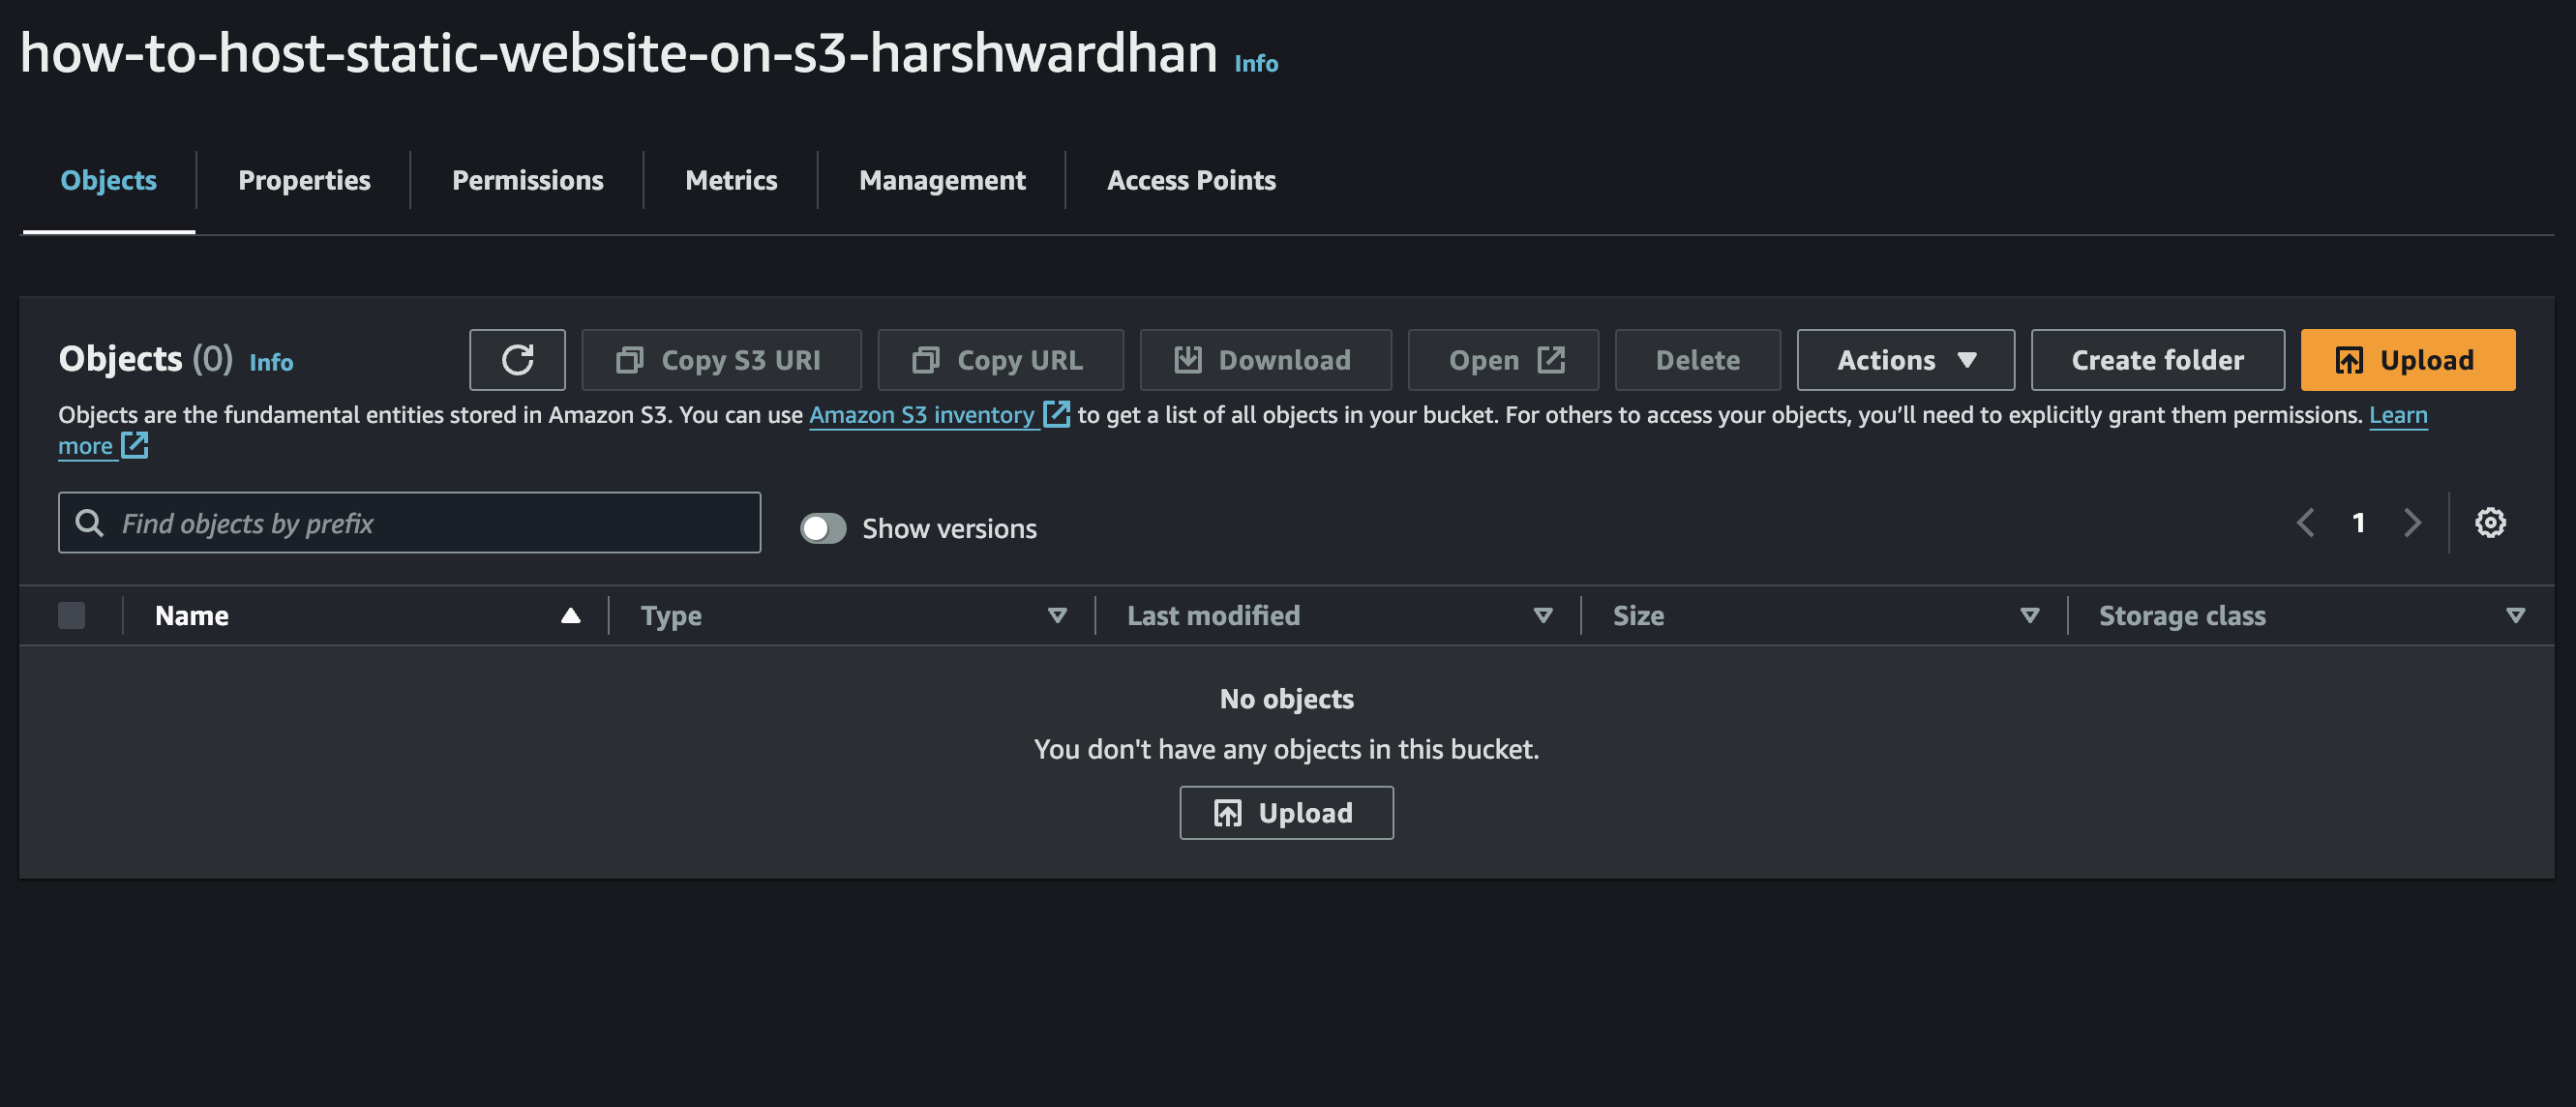 how-to-host-static-website-on-s3-harshwardhan Info
Objects Properties Permissions Metrics Management Access Points
Objects (0) Info Copy S3 URI Copy URL Download Open Delete Actions Create folder Upload
Objects are the fundamental entities stored in Amazon S3. You can use Amazon S3 inventory to get a list of all objects in your bucket. For others to access your objects, you’ll need to explicitly grant them permissions. Learn
more
Find objects by prefix Show versions 1
Name Type Last modified Size Storage class
No objects
You don't have any objects in this bucket.
Upload